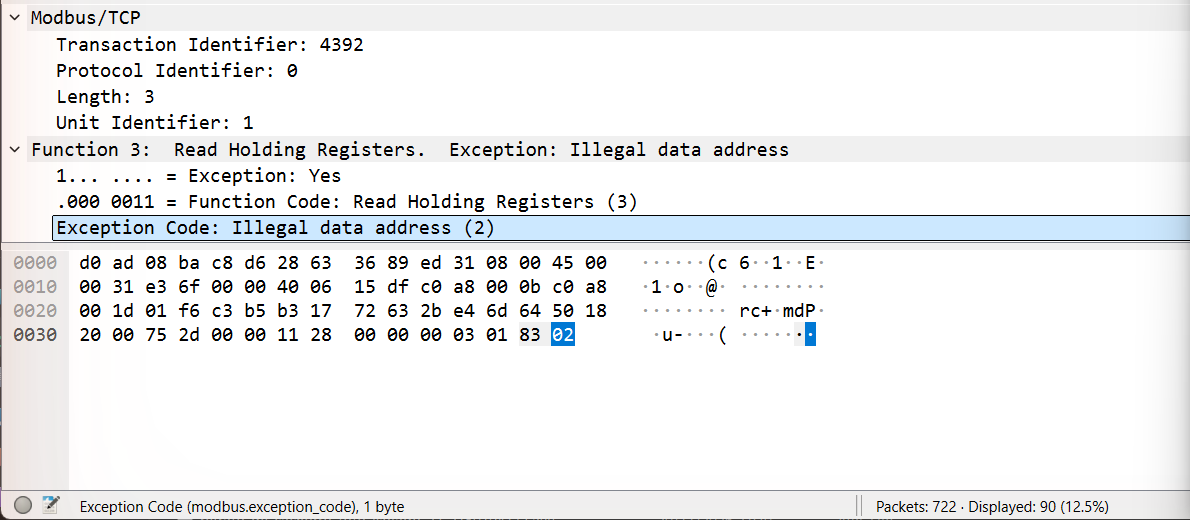 Modbus/TCP
Transaction Identifier: 4392
Protocol Identifier: 0
Length: 3
Unit Identifier: 1
Function 3:  Read Holding Registers.  Exception: Illegal data address
1... .... = Exception: Yes
.000 0011 = Function Code: Read Holding Registers (3)
Exception Code: Illegal data address (2)
0000  d0 ad 08 ba c8 d6 28 63  36 89 ed 31 08 00 45 00  ······(c 6··1··E·
0010  00 31 e3 6f 00 00 40 06  15 df c0 a8 00 0b c0 a8  ·1·o··@· ········
0020  00 1d 01 f6 c3 b5 b3 17  72 63 2b e4 6d 64 50 18  ········ rc+·mdP·
0030  20 00 75 2d 00 00 11 28  00 00 00 03 01 83 02  ·u-···( ·······
Exception Code (modbus.exception_code), 1 byte
Packets: 722 · Displayed: 90 (12.5%)